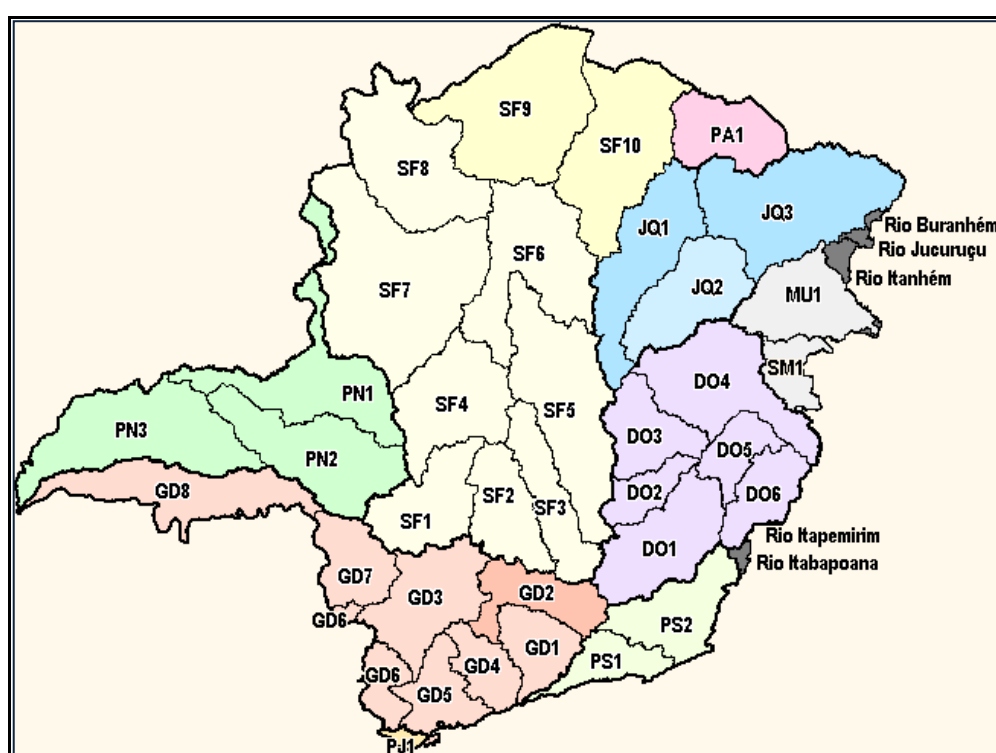 SF9
PA1
SF10
SF8
JQ3
JQ1
Rio Buranhém
Rio Jucuruçu
SF6
Rio Itanhém
JQ2
SF7
MU1
SM1
DO4
PN1
SF4
SF5
PN3
DO3
DO5
PN2
GD8
SF2
DO2
DO6
SF3
SF1
Rio Itapemirim
DO1
Rio Itabapoana
GD7
GD2
GD3
GD6
PS2
GD1
PS1
GD4
GD6
GD5
PJ1